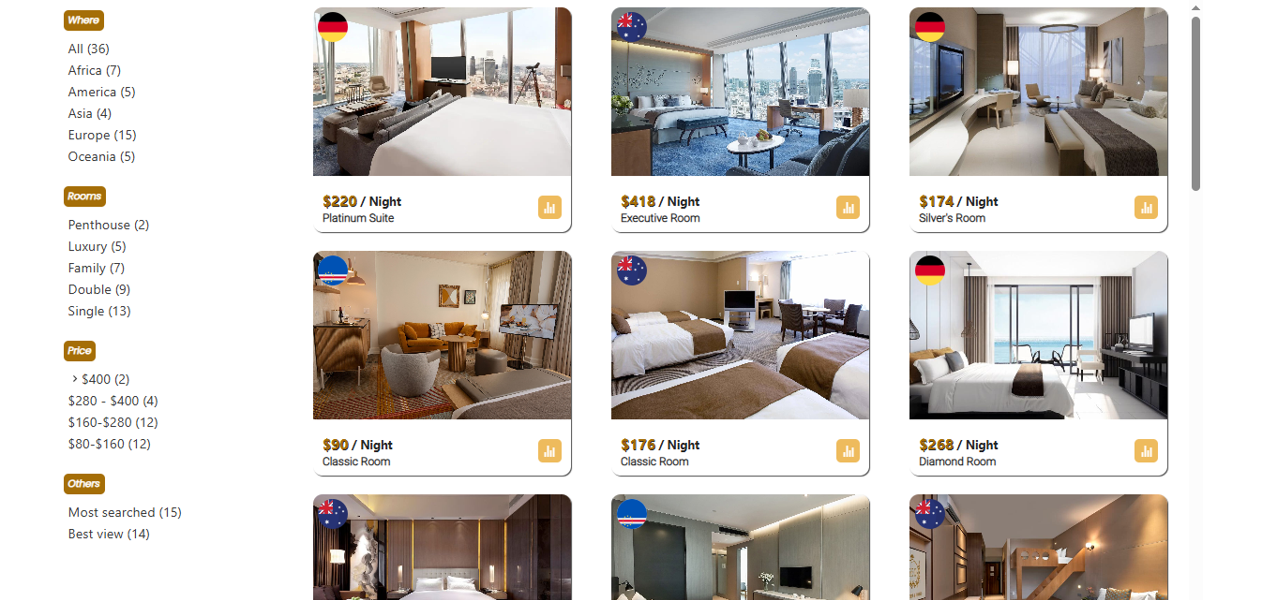 Where
All (36)
Africa (7)
America (5)
Asia (4)
Europe (15)
Oceania (5)
Rooms
Penthouse (2)
Luxury (5)
Family (7)
Double (9)
Single (13)
Price
> $400 (2)
$280 - $400 (4)
$160-$280 (12)
$80-$160 (12)
Others
Most searched (15)
Best view (14)
$220 / Night
Platinum Suite
$418 / Night
Executive Room
$174 / Night
Silver's Room
$90 / Night
Classic Room
$176 / Night
Classic Room
$268 / Night
Diamond Room